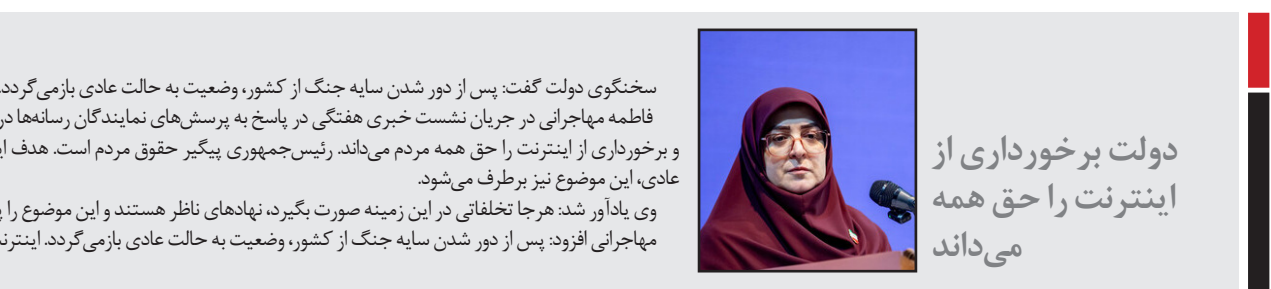 دولت برخورداری از
اینترنت را حق همه
می‌داند
سخنگوی دولت گفت: پس از دور شدن سایه جنگ از کشور، وضعیت به حالت عادی بازمی‌گردد.
فاطمه مهاجرانی در جریان نشست خبری هفتگی در پاسخ به پرسش‌های نمایندگان رسانه‌ها در
و برخورداری از اینترنت را حق همه مردم می‌داند. رئیس‌جمهوری پیگیر حقوق مردم است. هدف
عادی، این موضوع نیز برطرف می‌شود.
وی یادآور شد: هرجا تخلفاتی در این زمینه صورت بگیرد، نهادهای ناظر هستند و این موضوع را
مهاجرانی افزود: پس از دور شدن سایه جنگ از کشور، وضعیت به حالت عادی بازمی‌گردد.